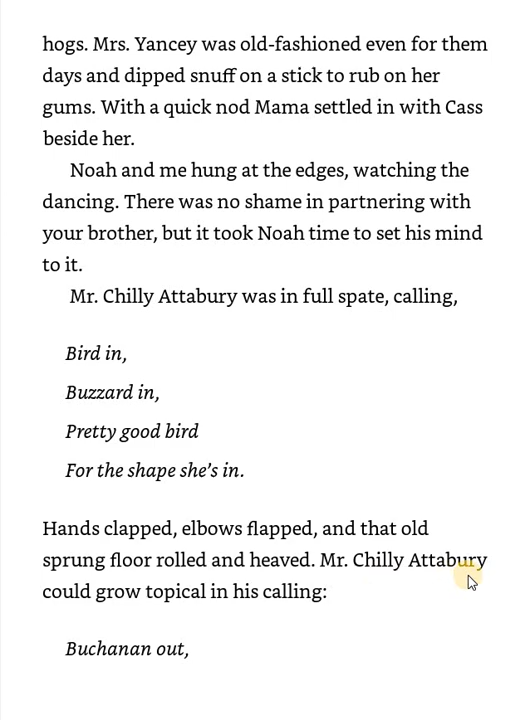 hogs. Mrs. Yancey was old-fashioned even for them
days and dipped snuff on a stick to rub on her
gums. With a quick nod Mama settled in with Cass
beside her.
Noah and me hung at the edges, watching the
dancing. There was no shame in partnering with
your brother, but it took Noah time to set his mind
to it.
Mr. Chilly Attabury was in full spate, calling,
Bird in,
Buzzard in,
Pretty good bird
For the shape she’s in.
Hands clapped, elbows flapped, and that old
sprung floor rolled and heaved. Mr. Chilly Attabury
could grow topical in his calling:
Buchanan out,